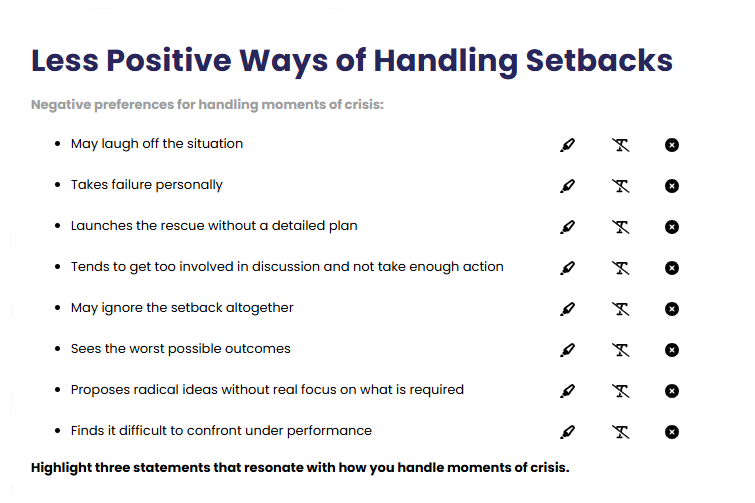 Less Positive Ways of Handling Setbacks
Negative preferences for handling moments of crisis:
• May laugh off the situation
• Takes failure personally
• Launches the rescue without a detailed plan
• Tends to get too involved in discussion and not take enough action
• May ignore the setback altogether
• Sees the worst possible outcomes
• Proposes radical ideas without real focus on what is required
• Finds it difficult to confront under performance
Highlight three statements that resonate with how you handle moments of crisis.